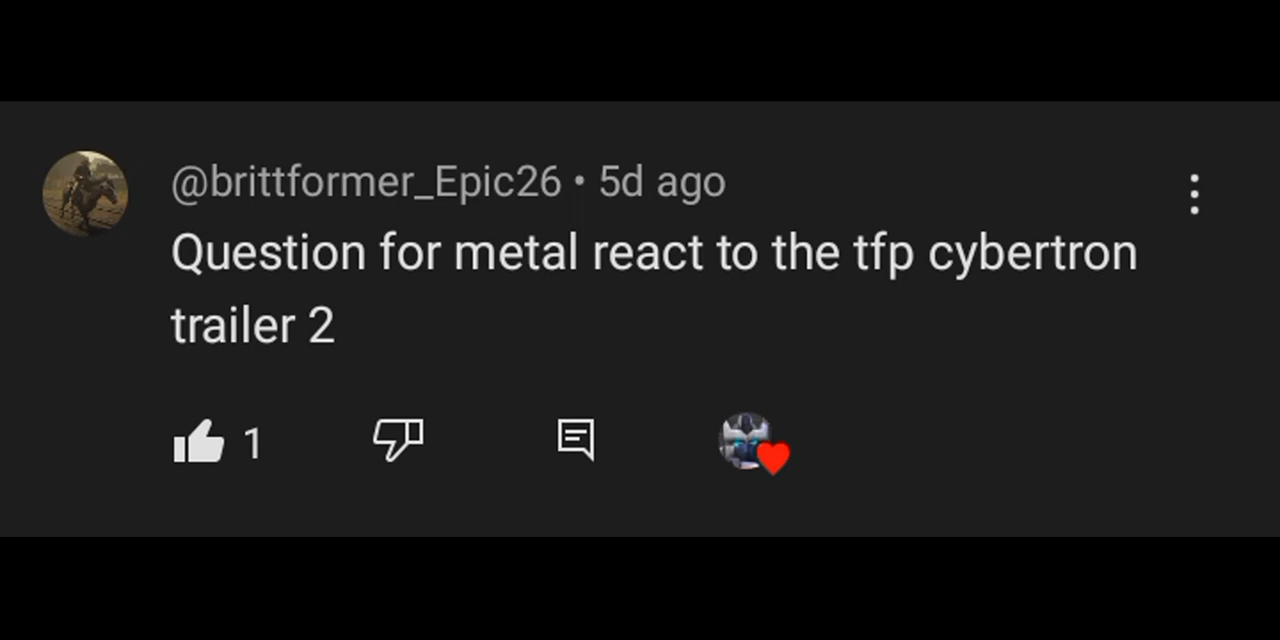 @brittformer_Epic26 • 5d ago
Question for metal react to the tfp cybertron
trailer 2
1